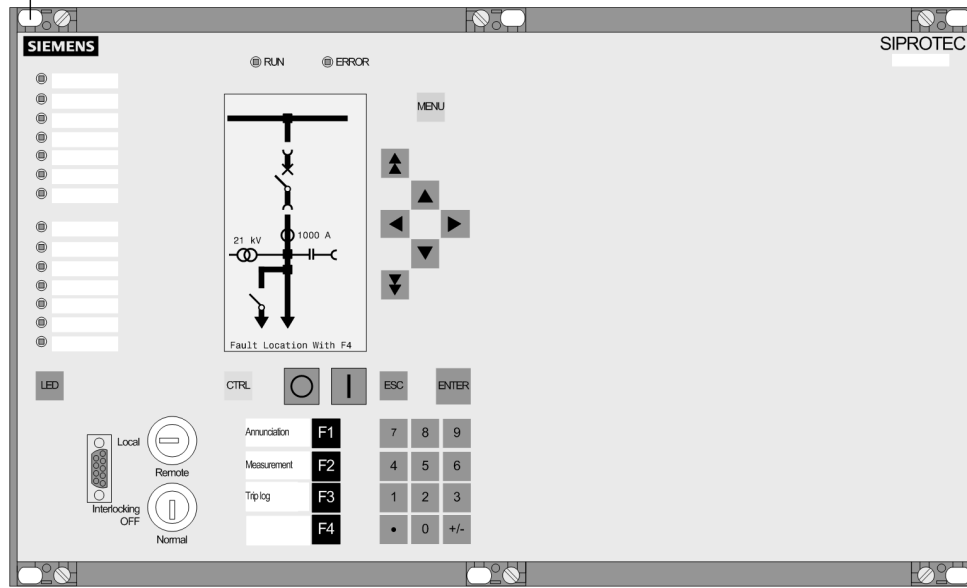 SIEMENS
SIPROTEC
RUN
ERROR
MENU
21 kV
1000 A
Fault Location With F4
LED
CTRL
ESC
ENTER
Annunciation F1
7 8 9
Local
Remote
Measurement F2
4 5 6
Trip log F3
1 2 3
Interlocking
OFF
Normal
F4
• 0 +/-